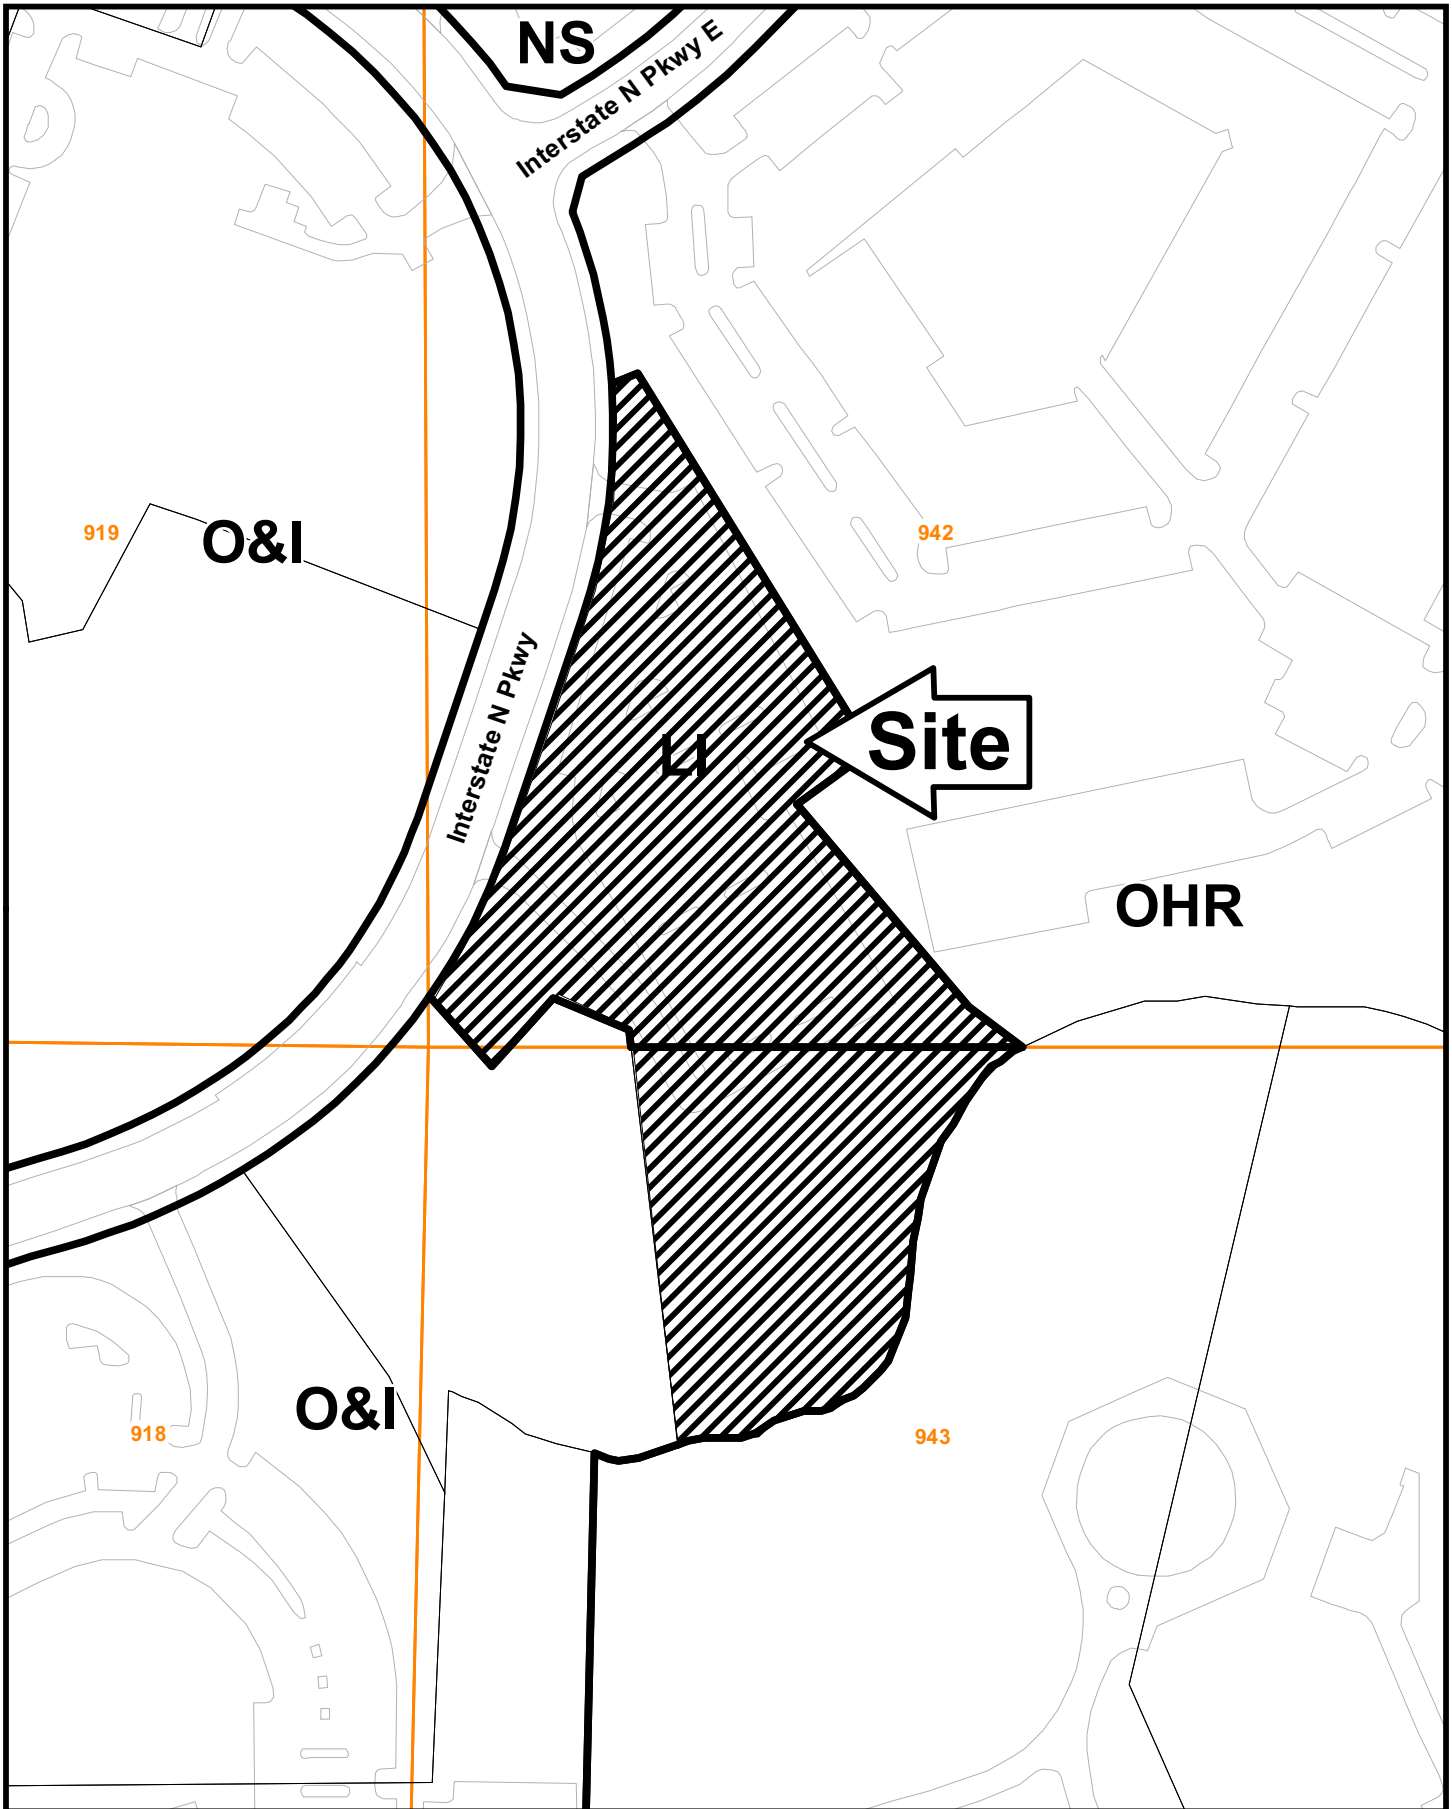 NS
Interstate N Pkwy E
919
O&I
942
Interstate N Pkwy
LI
Site
OHR
O&I
918
943